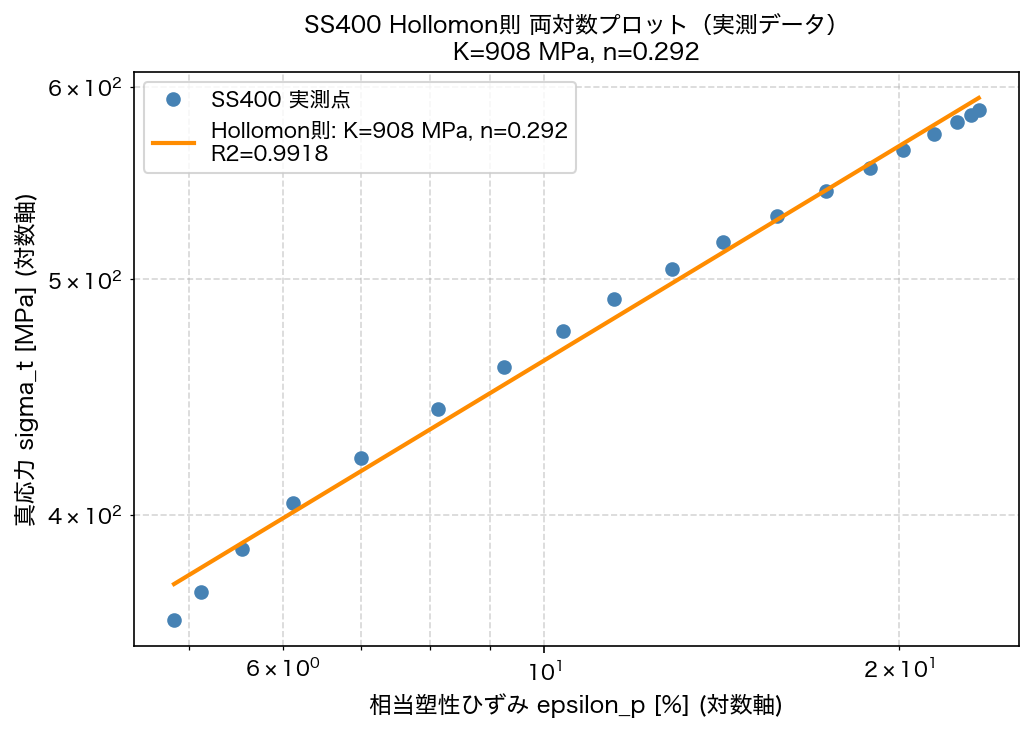 SS400 Hollomon則 両対数プロット（実測データ）
K=908 MPa, n=0.292
SS400 実測点
Hollomon則: K=908 MPa, n=0.292
R2=0.9918
真応力 sigma_t [MPa] (対数軸)
6×10²
5×10²
4×10²
6×10⁰
10¹
2×10¹
相当塑性ひずみ epsilon_p [%] (対数軸)